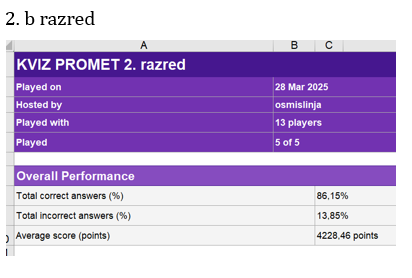 2. b razred
A B C
KVIZ PROMET 2. razred
Played on 28 Mar 2025
Hosted by osmislinja
Played with 13 players
Played 5 of 5
Overall Performance
Total correct answers (%) 86,15%
Total incorrect answers (%) 13,85%
Average score (points) 4228,46 points